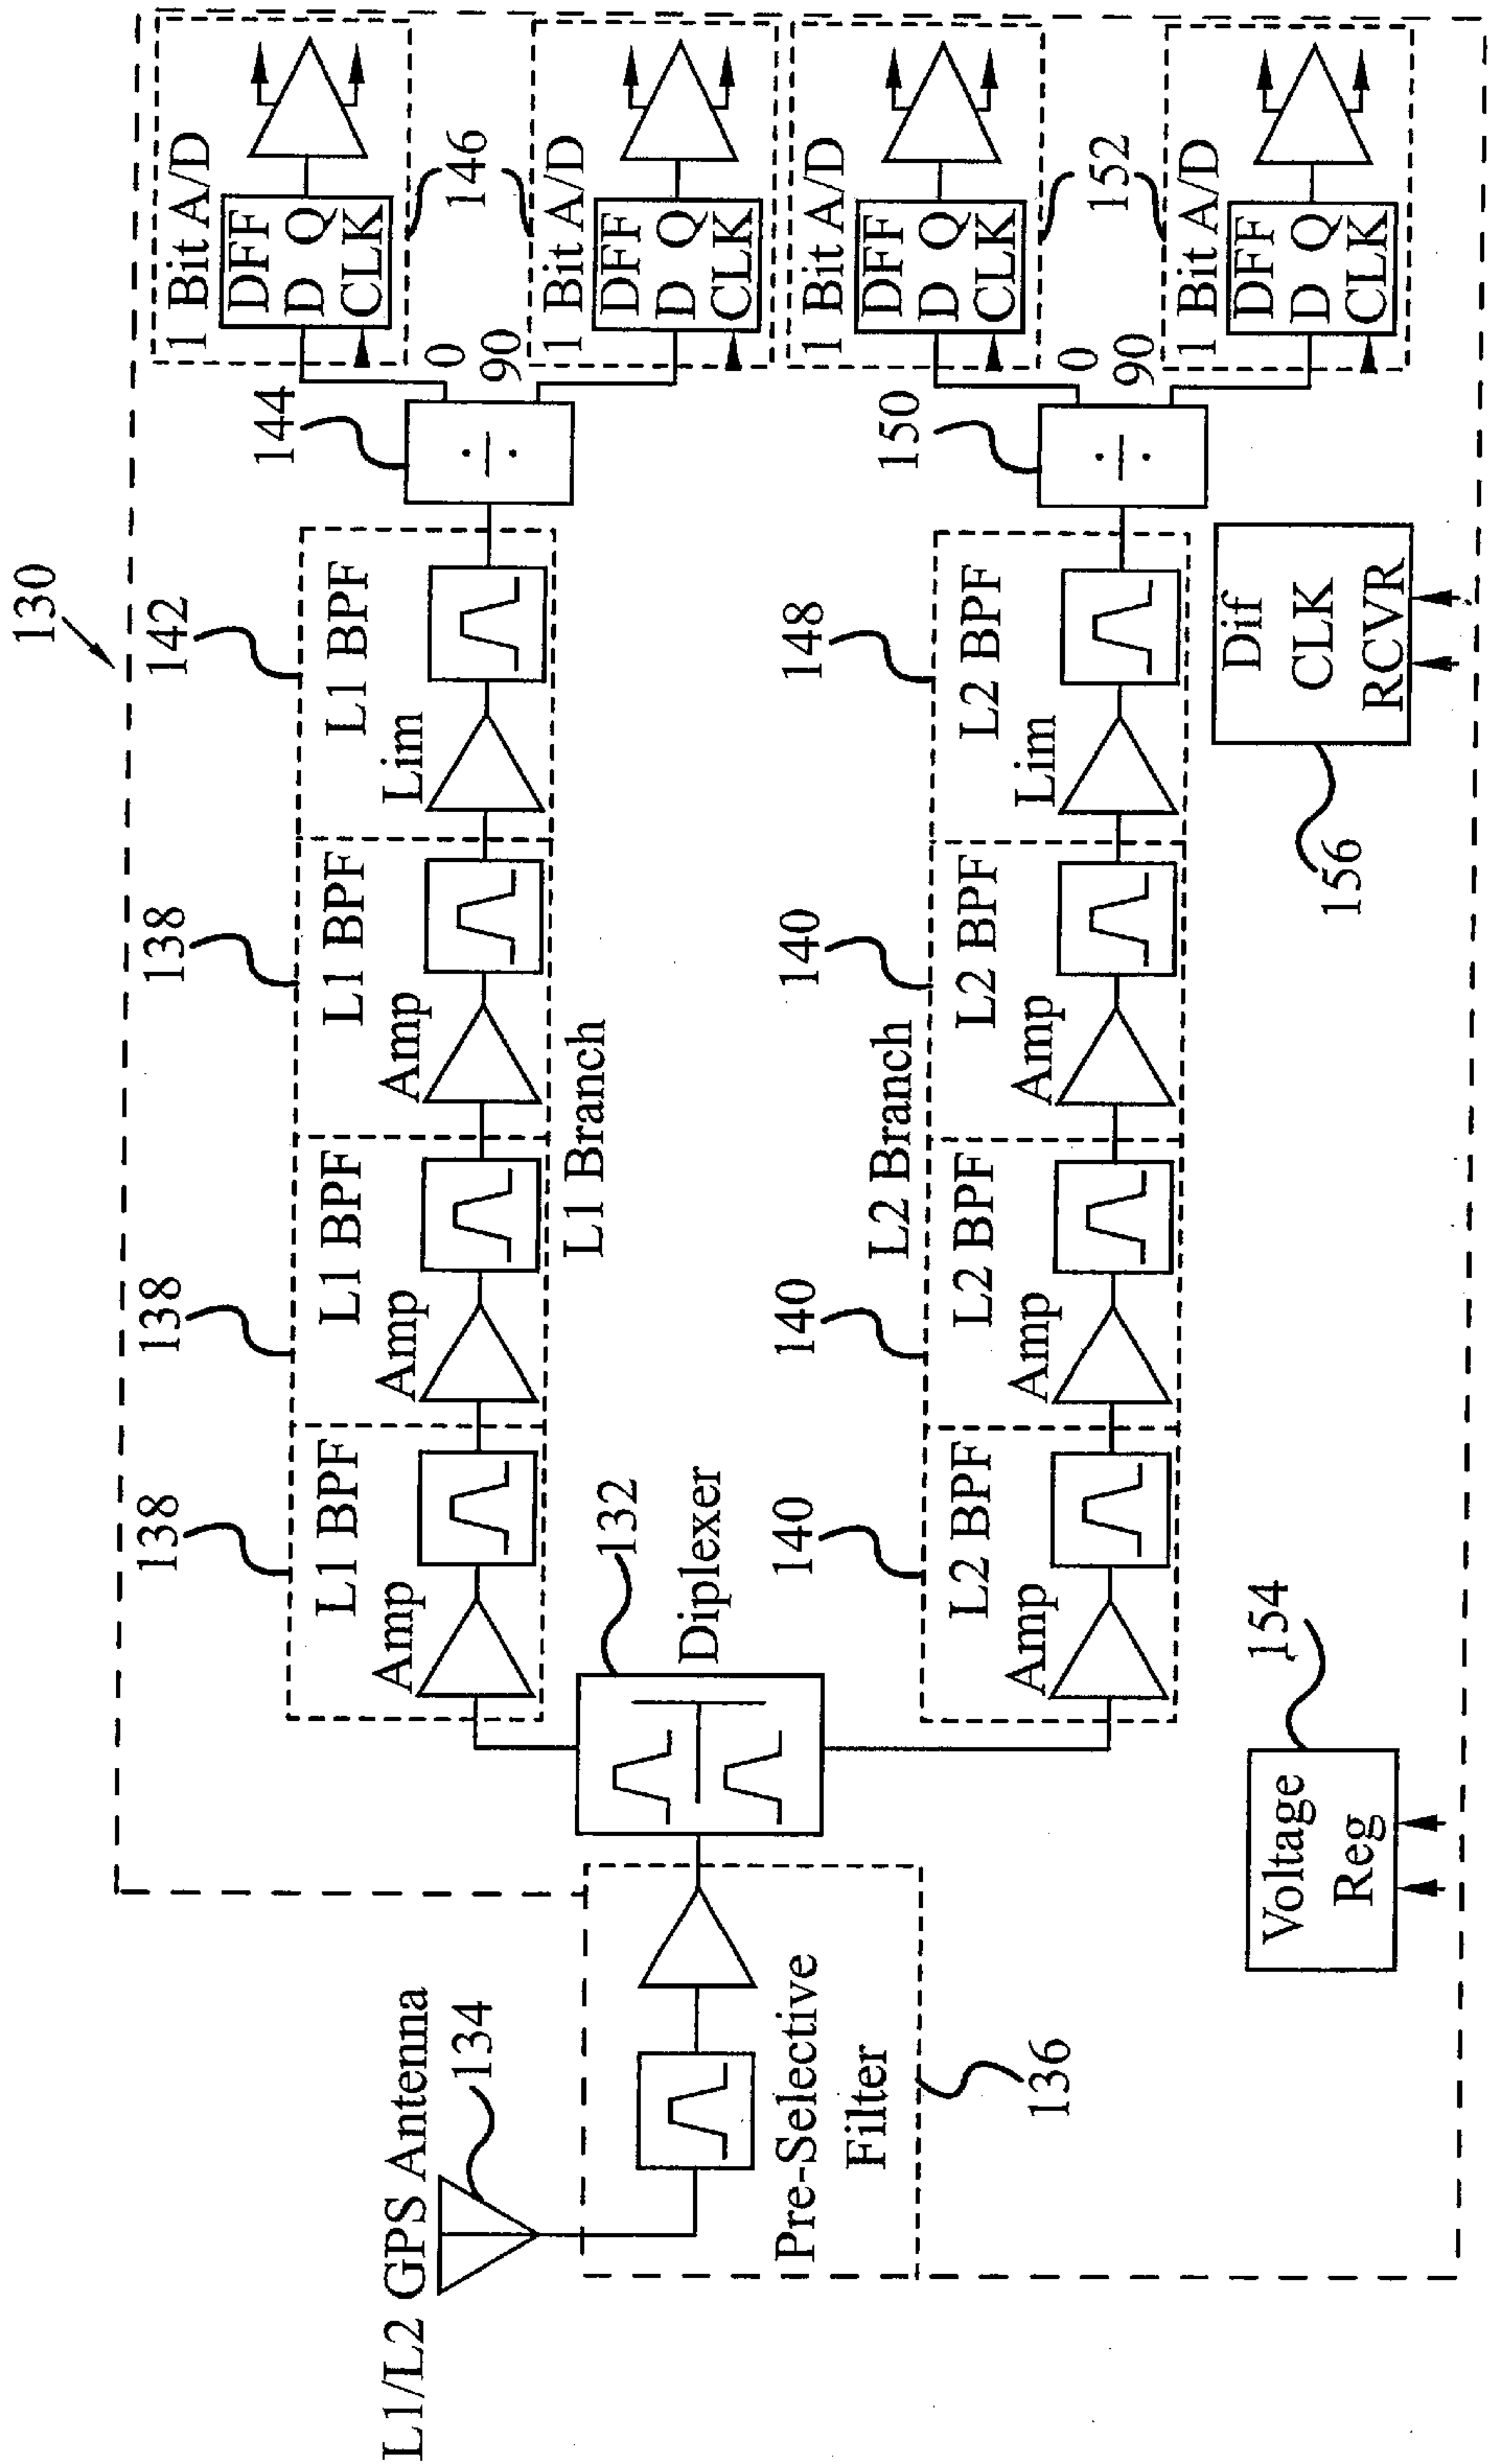 130
142
138
138
138
144
146
L1 BPF
L1 BPF
L1 BPF
L1 BPF
Amp
Amp
Amp
Lim
L1 Branch
0
90
1 Bit A/D
DFF
D Q
CLK
1 Bit A/D
DFF
D Q
CLK
L1/L2 GPS Antenna
134
132
Diplexer
Pre-Selective
Filter
136
140
140
140
148
150
152
L2 Branch
L2 BPF
L2 BPF
L2 BPF
L2 BPF
Amp
Amp
Amp
Lim
0
90
1 Bit A/D
DFF
D Q
CLK
1 Bit A/D
DFF
D Q
CLK
154
Voltage
Reg
156
Dif
CLK
RCVR